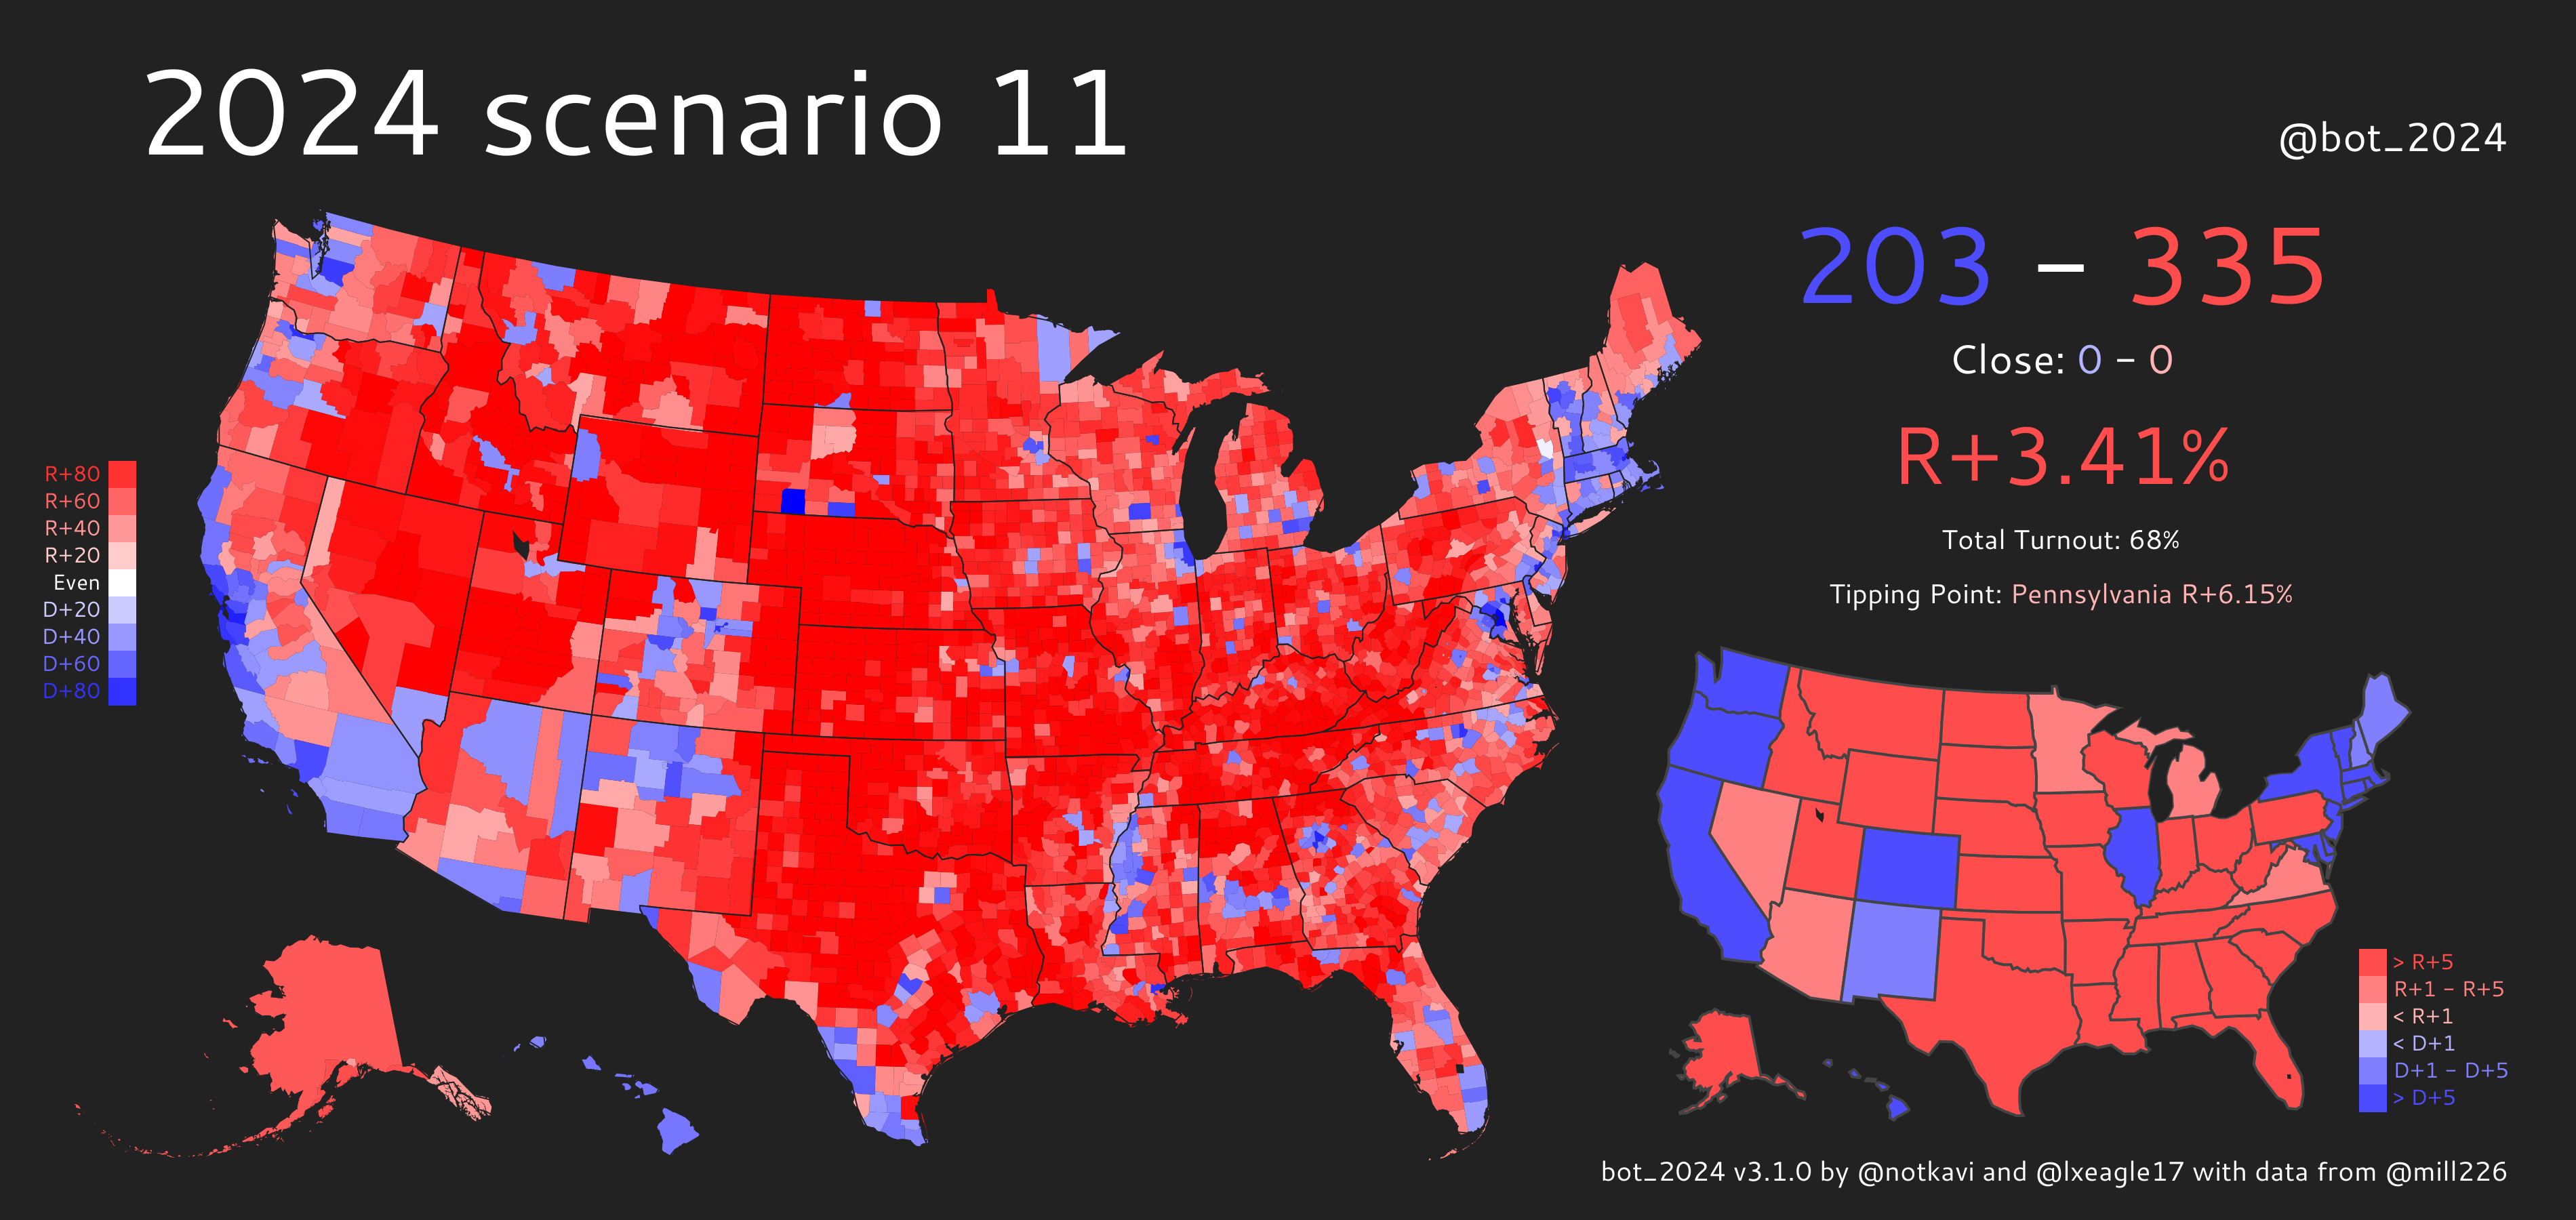 2024 scenario 11
@bot_2024
203 – 335
Close: 0 – 0
R+3.41%
Total Turnout: 68%
Tipping Point: Pennsylvania R+6.15%
R+80
R+60
R+40
R+20
Even
D+20
D+40
D+60
D+80
> R+5
R+1 – R+5
< R+1
< D+1
D+1 – D+5
> D+5
bot_2024 v3.1.0 by @notkavi and @lxeagle17 with data from @mill226